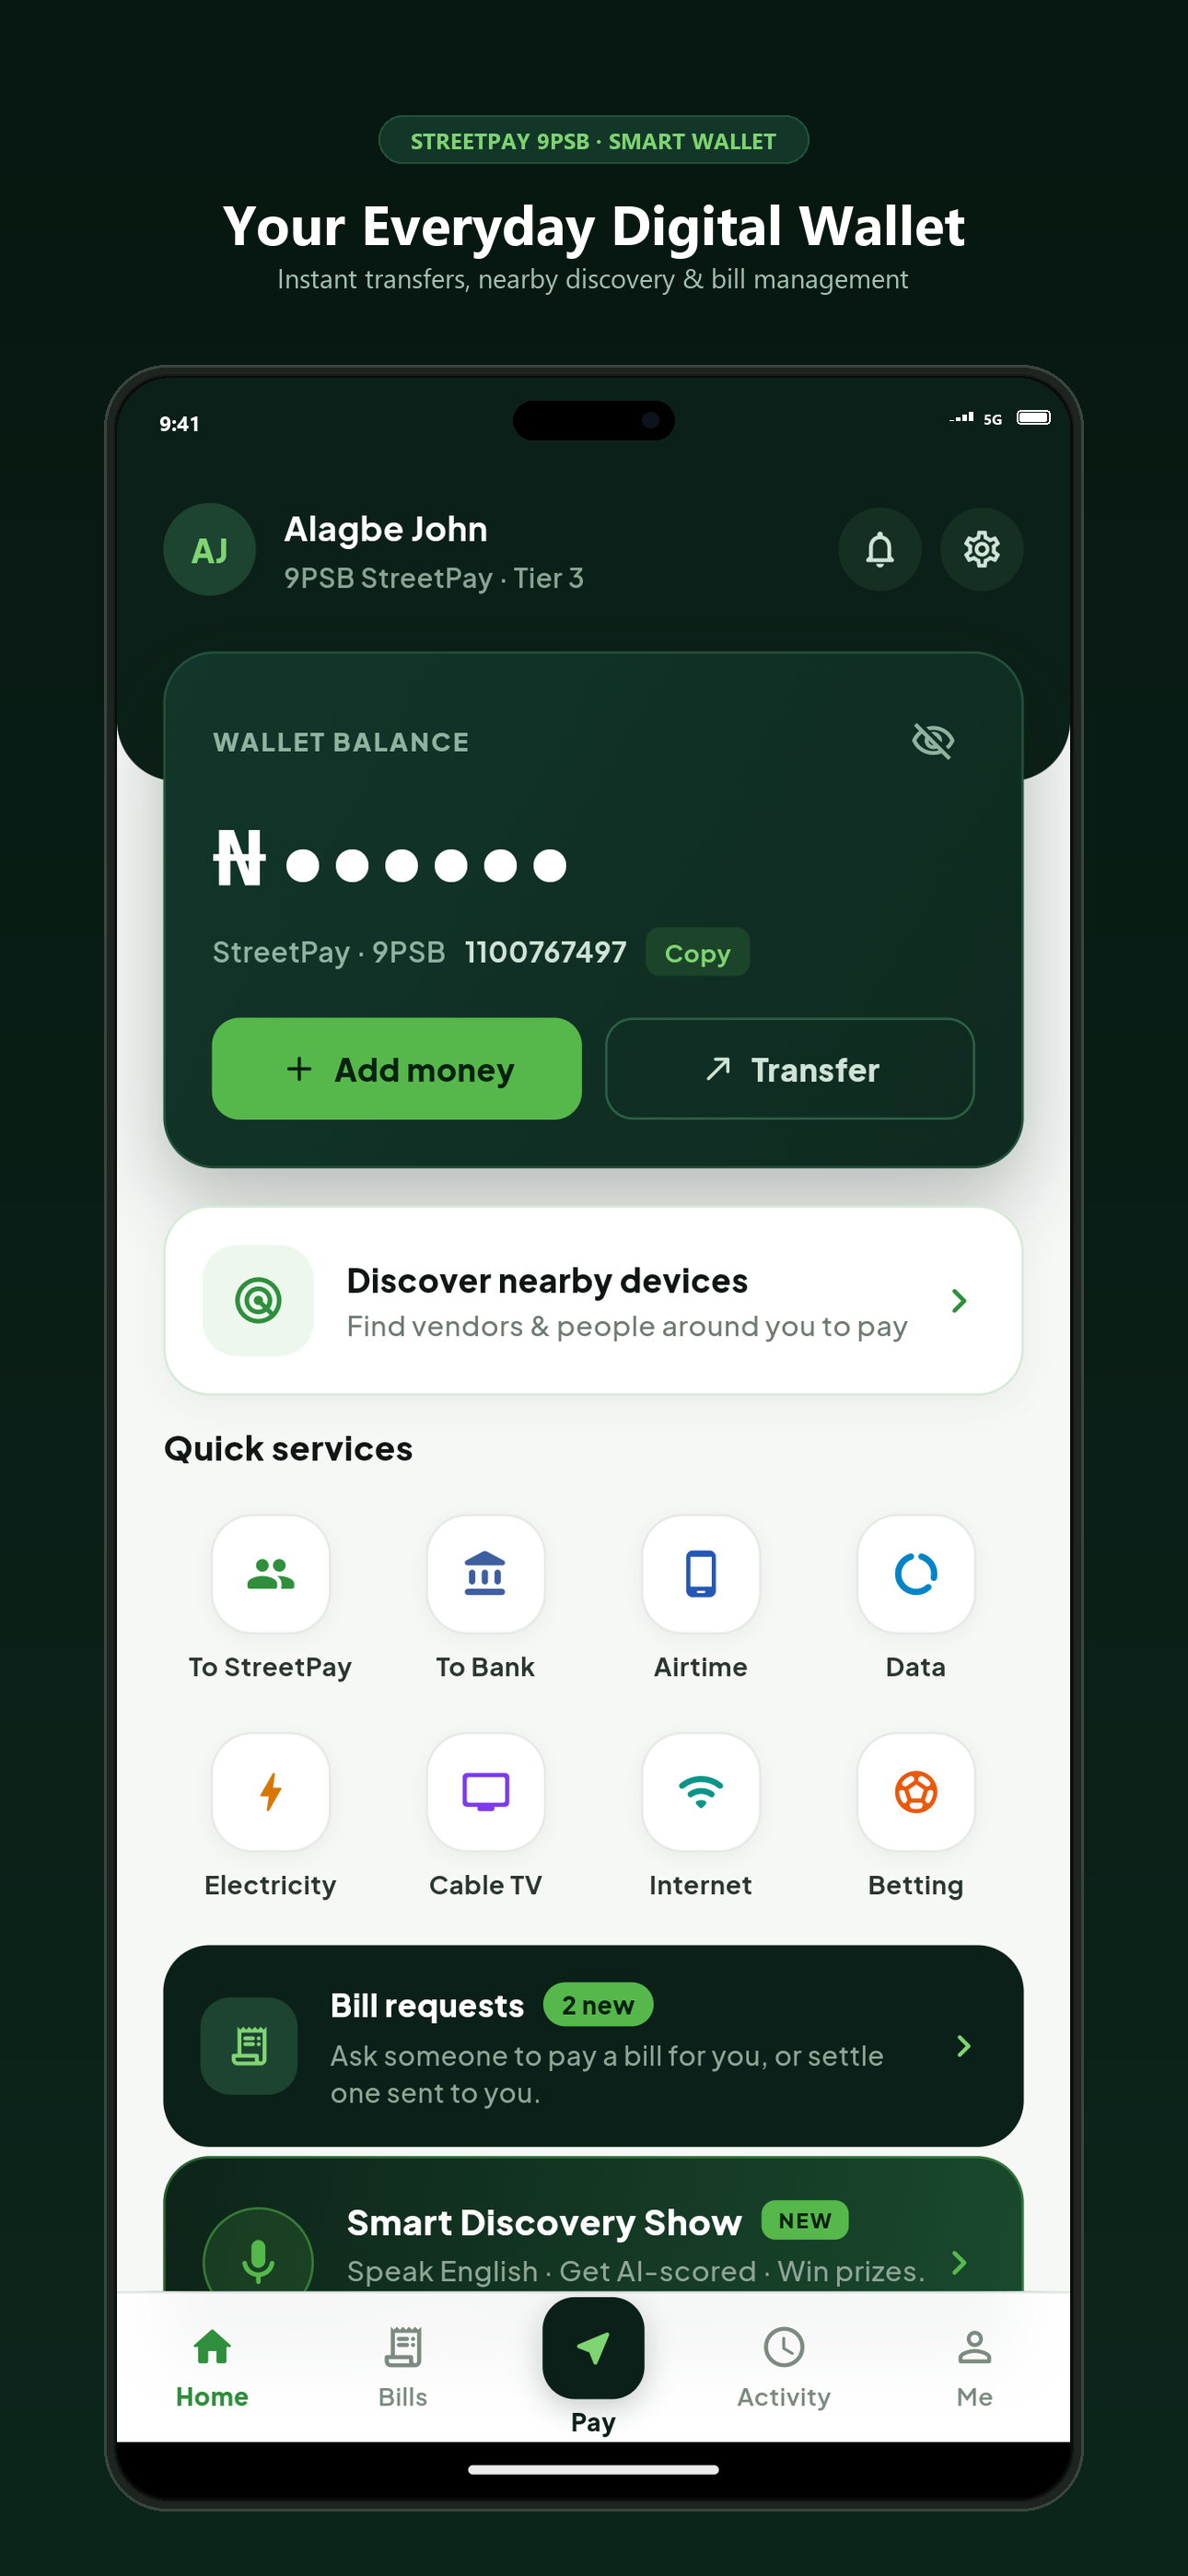 STREETPAY 9PSB · SMART WALLET
Your Everyday Digital Wallet
Instant transfers, nearby discovery & bill management
9:41
5G
AJ
Alagbe John
9PSB StreetPay · Tier 3
WALLET BALANCE
₦ ●●●●●●
StreetPay · 9PSB 1100767497 Copy
+ Add money
Transfer
Discover nearby devices
Find vendors & people around you to pay
Quick services
To StreetPay
To Bank
Airtime
Data
Electricity
Cable TV
Internet
Betting
Bill requests 2 new
Ask someone to pay a bill for you, or settle
one sent to you.
Smart Discovery Show NEW
Speak English · Get AI-scored · Win prizes.
Home
Bills
Pay
Activity
Me